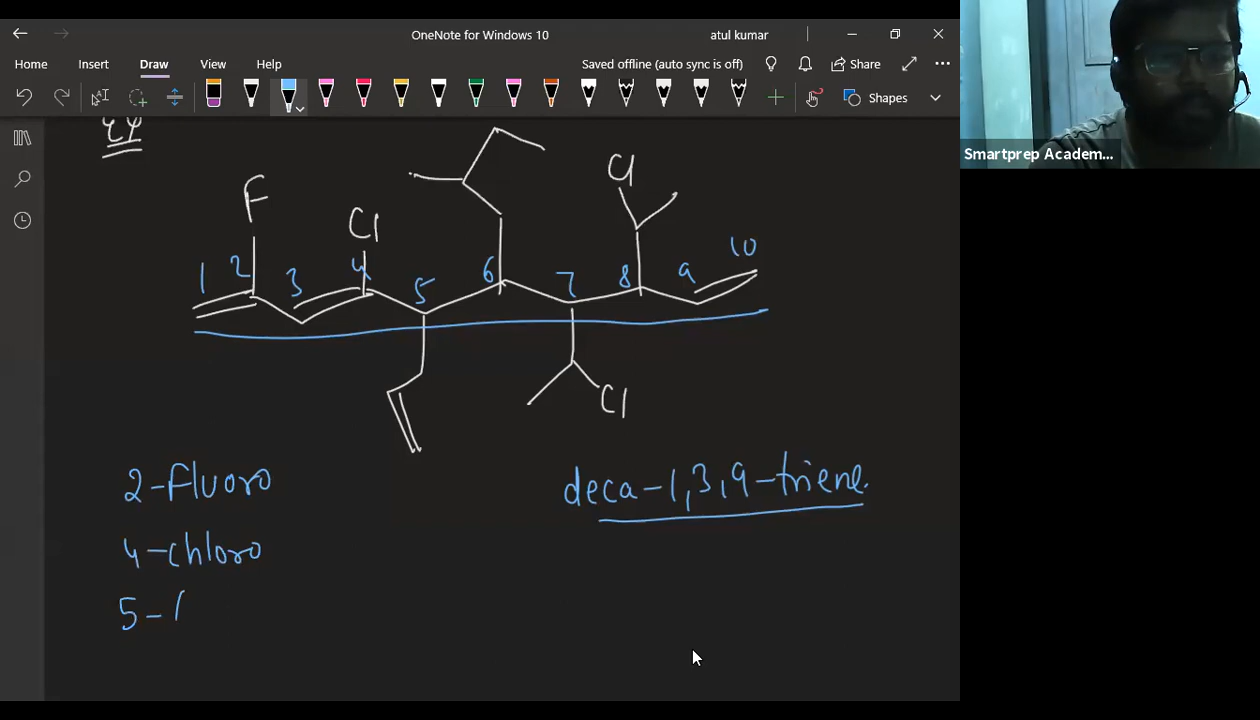 OneNote for Windows 10
atul kumar
Home Insert Draw View Help
Saved offline (auto sync is off)
Share
Shapes
Smartprep Academ...
F
Cl
Cl
1 2 3 4 5 6 7 8 9 10
Cl
2-fluoro
deca-1,3,9-triene.
4-chloro
5-(